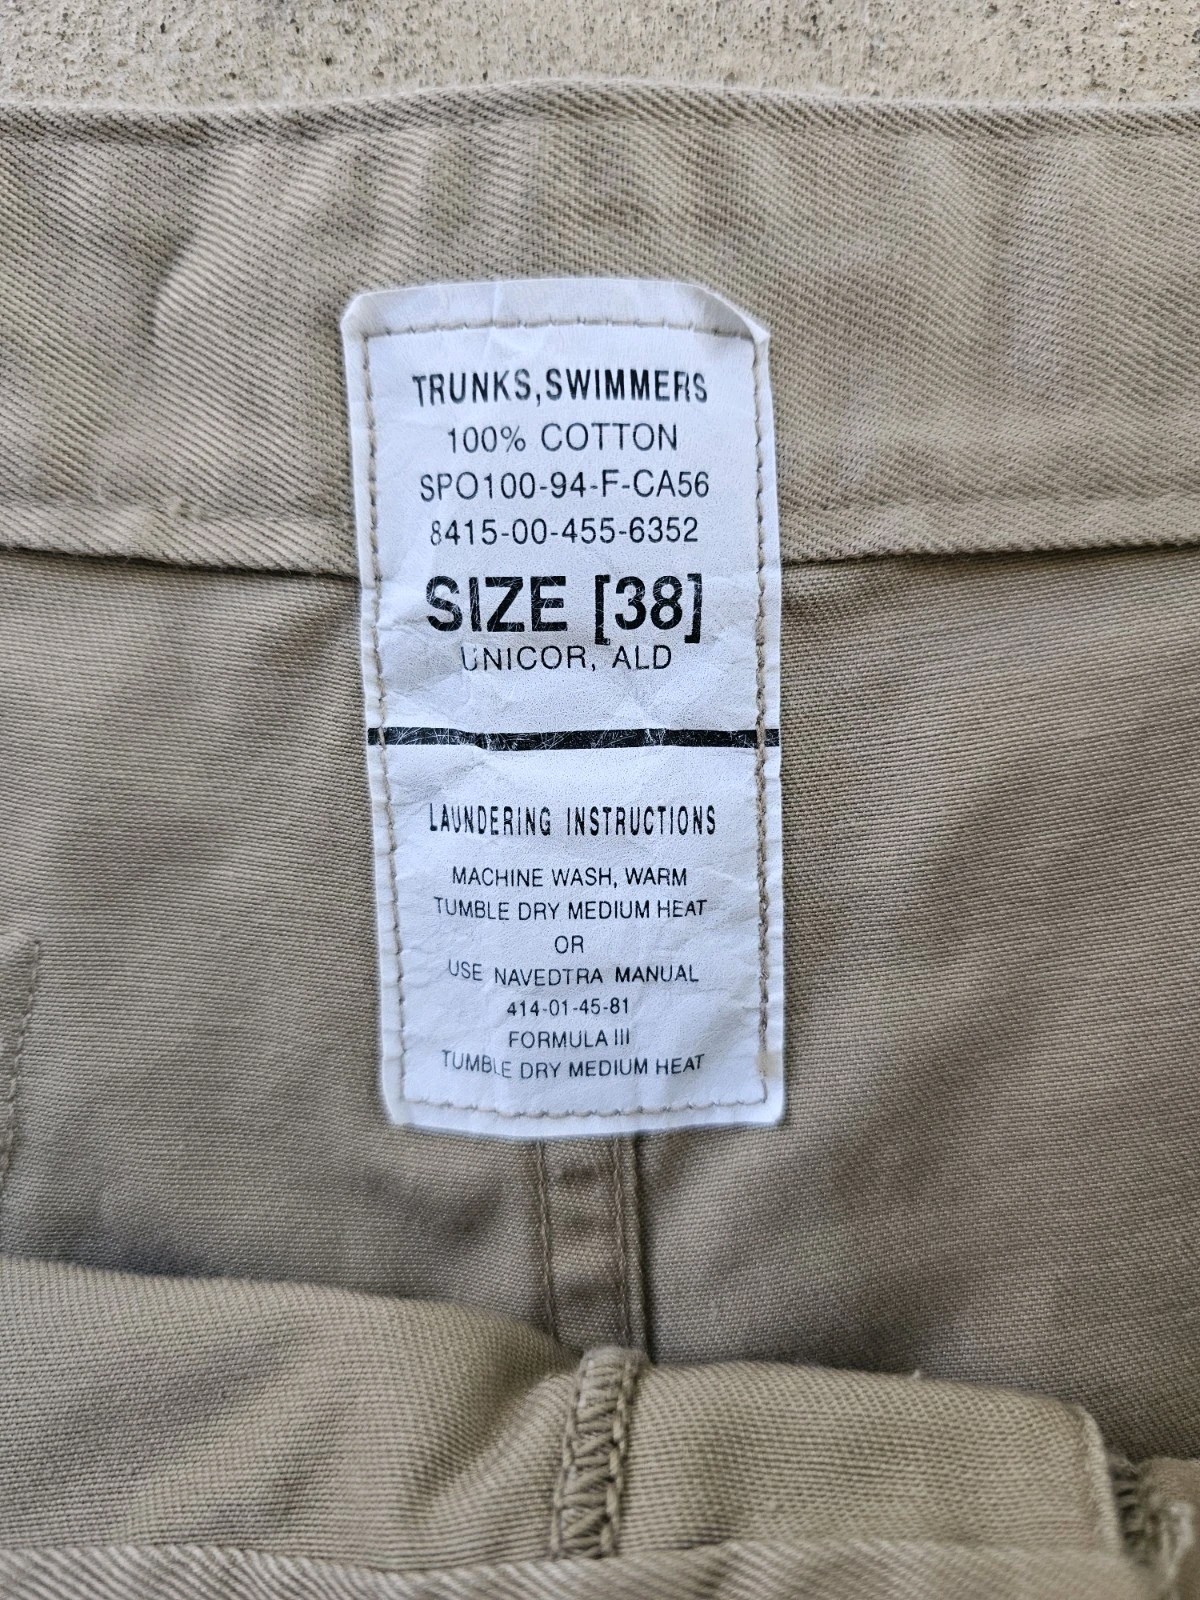 TRUNKS,SWIMMERS
100% COTTON
SPO100-94-F-CA56
8415-00-455-6352
SIZE [38]
UNICOR, ALD
LAUNDERING INSTRUCTIONS
MACHINE WASH, WARM
TUMBLE DRY MEDIUM HEAT
OR
USE NAVEDTRA MANUAL
414-01-45-81
FORMULA III
TUMBLE DRY MEDIUM HEAT